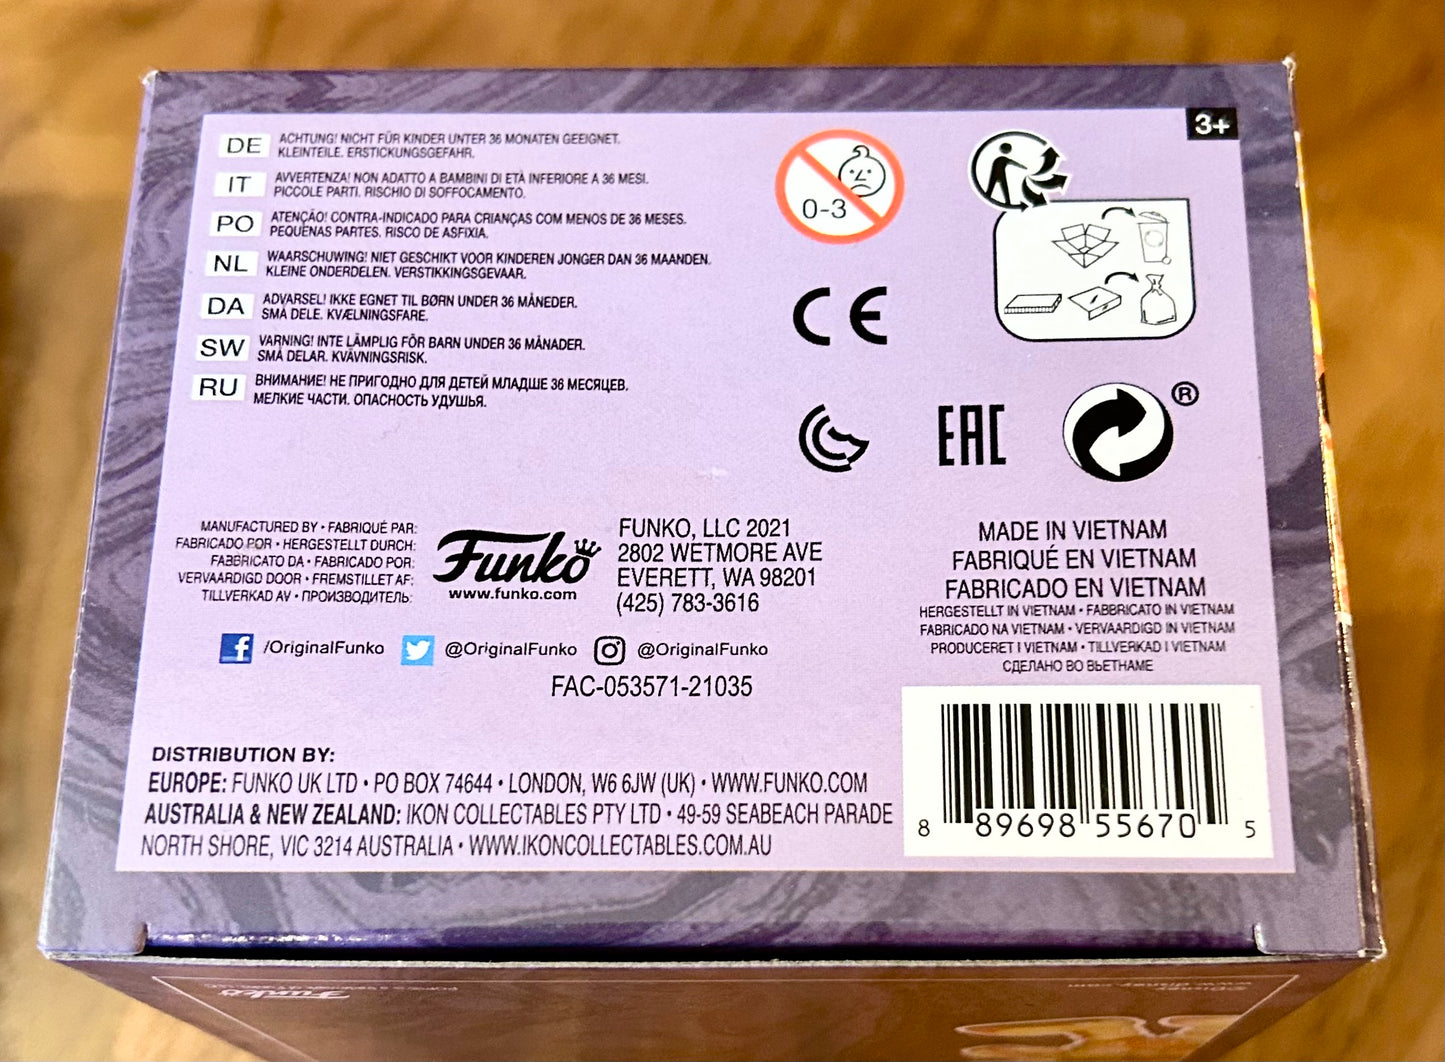 3+
DE ACHTUNG! NICHT FÜR KINDER UNTER 36 MONATEN GEEIGNET.
KLEINTEILE. ERSTICKUNGSGEFAHR.
IT AVVERTENZA! NON ADATTO A BAMBINI DI ETÀ INFERIORE A 36 MESI.
PICCOLE PARTI. RISCHIO DI SOFFOCAMENTO.
PO ATENÇÃO! CONTRA-INDICADO PARA CRIANÇAS COM MENOS DE 36 MESES.
PEQUENAS PARTES. RISCO DE ASFIXIA.
NL WAARSCHUWING! NIET GESCHIKT VOOR KINDEREN JONGER DAN 36 MAANDEN.
KLEINE ONDERDELEN. VERSTIKKINGSGEVAAR.
DA ADVARSEL! IKKE EGNET TIL BØRN UNDER 36 MÅNEDER.
SMÅ DELE. KVÆLNINGSFARE.
SW VARNING! INTE LÄMPLIG FÖR BARN UNDER 36 MÅNADER.
SMÅ DELAR. KVÄVNINGSRISK.
RU ВНИМАНИЕ! НЕ ПРИГОДНО ДЛЯ ДЕТЕЙ МЛАДШЕ 36 МЕСЯЦЕВ.
МЕЛКИЕ ЧАСТИ. ОПАСНОСТЬ УДУШЬЯ.
0-3
CE
EAC
®
MANUFACTURED BY • FABRIQUÉ PAR:
FABRICADO POR • HERGESTELLT DURCH:
FABBRICATO DA • FABRICADO POR:
VERVAARDIGD DOOR • FREMSTILLET AF:
TILLVERKAD AV • ПРОИЗВОДИТЕЛЬ:
Funko
www.funko.com
FUNKO, LLC 2021
2802 WETMORE AVE
EVERETT, WA 98201
(425) 783-3616
/OriginalFunko @OriginalFunko @OriginalFunko
FAC-053571-21035
MADE IN VIETNAM
FABRIQUÉ EN VIETNAM
FABRICADO EN VIETNAM
HERGESTELLT IN VIETNAM • FABBRICATO IN VIETNAM
FABRICADO NA VIETNAM • VERVAARDIGD IN VIETNAM
PRODUCERET I VIETNAM • TILLVERKAD I VIETNAM
СДЕЛАНО ВО ВЬЕТНАМЕ
DISTRIBUTION BY:
EUROPE: FUNKO UK LTD • PO BOX 74644 • LONDON, W6 6JW (UK) • WWW.FUNKO.COM
AUSTRALIA & NEW ZEALAND: IKON COLLECTABLES PTY LTD • 49-59 SEABEACH PARADE
NORTH SHORE, VIC 3214 AUSTRALIA • WWW.IKONCOLLECTABLES.COM.AU
8 89698 55670 5
Funko
©Disney
www.disney.com